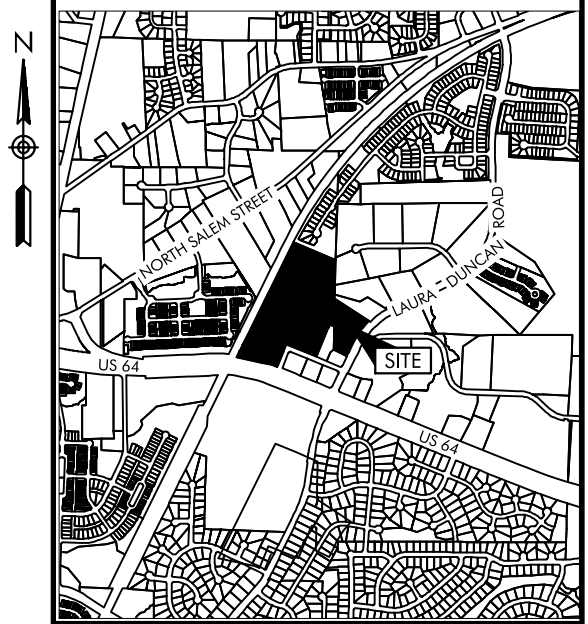 N
NORTH SALEM STREET
LAURA - DUNCAN ROAD
SITE
US 64
US 64